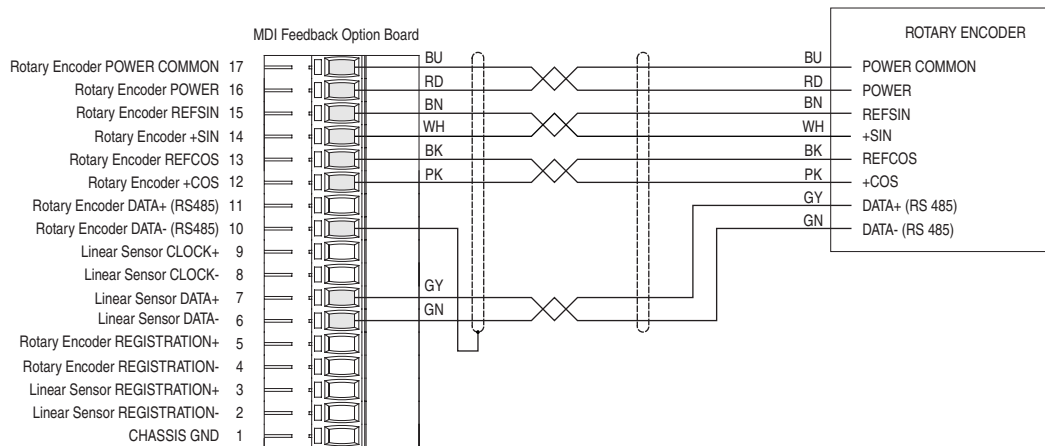 MDI Feedback Option Board
Rotary Encoder POWER COMMON 17
Rotary Encoder POWER 16
Rotary Encoder REFSIN 15
Rotary Encoder +SIN 14
Rotary Encoder REFCOS 13
Rotary Encoder +COS 12
Rotary Encoder DATA+ (RS485) 11
Rotary Encoder DATA- (RS485) 10
Linear Sensor CLOCK+ 9
Linear Sensor CLOCK- 8
Linear Sensor DATA+ 7
Linear Sensor DATA- 6
Rotary Encoder REGISTRATION+ 5
Rotary Encoder REGISTRATION- 4
Linear Sensor REGISTRATION+ 3
Linear Sensor REGISTRATION- 2
CHASSIS GND 1
BU
RD
BN
WH
BK
PK
GY
GN
ROTARY ENCODER
BU POWER COMMON
RD POWER
BN REFSIN
WH +SIN
BK REFCOS
PK +COS
GY DATA+ (RS 485)
GN DATA- (RS 485)